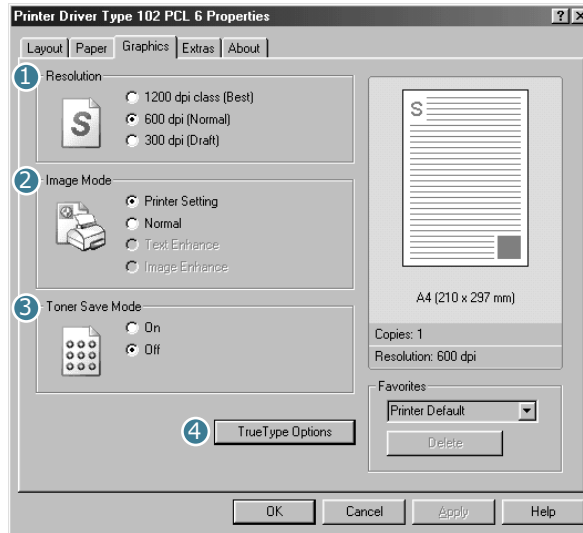 Printer Driver Type 102 PCL 6 Properties
Layout Paper Graphics Extras About
1 Resolution
S
1200 dpi class (Best)
600 dpi (Normal)
300 dpi (Draft)
2 Image Mode
Printer Setting
Normal
Text Enhance
Image Enhance
3 Toner Save Mode
On
Off
4 TrueType Options
S
A4 (210 x 297 mm)
Copies: 1
Resolution: 600 dpi
Favorites
Printer Default
Delete
OK Cancel Apply Help